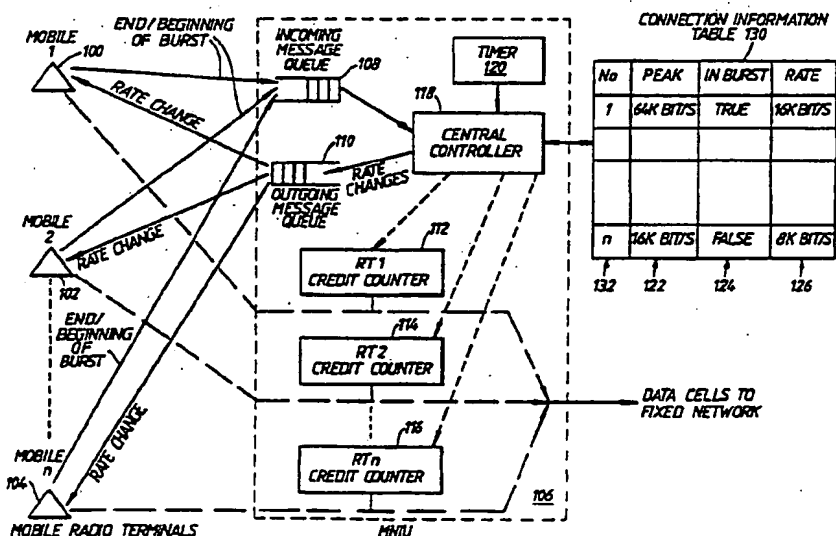 CONNECTION INFORMATION
TABLE 130
MOBILE
1
100
END/BEGINNING
OF BURST
INCOMING
MESSAGE
QUEUE
108
TIMER
120
118
CENTRAL
CONTROLLER
No PEAK IN BURST RATE
1 64K BIT/S TRUE 16K BIT/S
n 16K BIT/S FALSE 8K BIT/S
132 122 124 126
RATE CHANGE
110
RATE
CHANGES
OUTGOING
MESSAGE
QUEUE
MOBILE
2
RATE CHANGE
102
112
RT1
CREDIT COUNTER
114
RT2
CREDIT COUNTER
END/
BEGINNING
OF BURST
RATE CHANGE
DATA CELLS TO
FIXED NETWORK
116
RTn
CREDIT COUNTER
MOBILE
n
104
106
MOBILE RADIO TERMINALS
MNIU